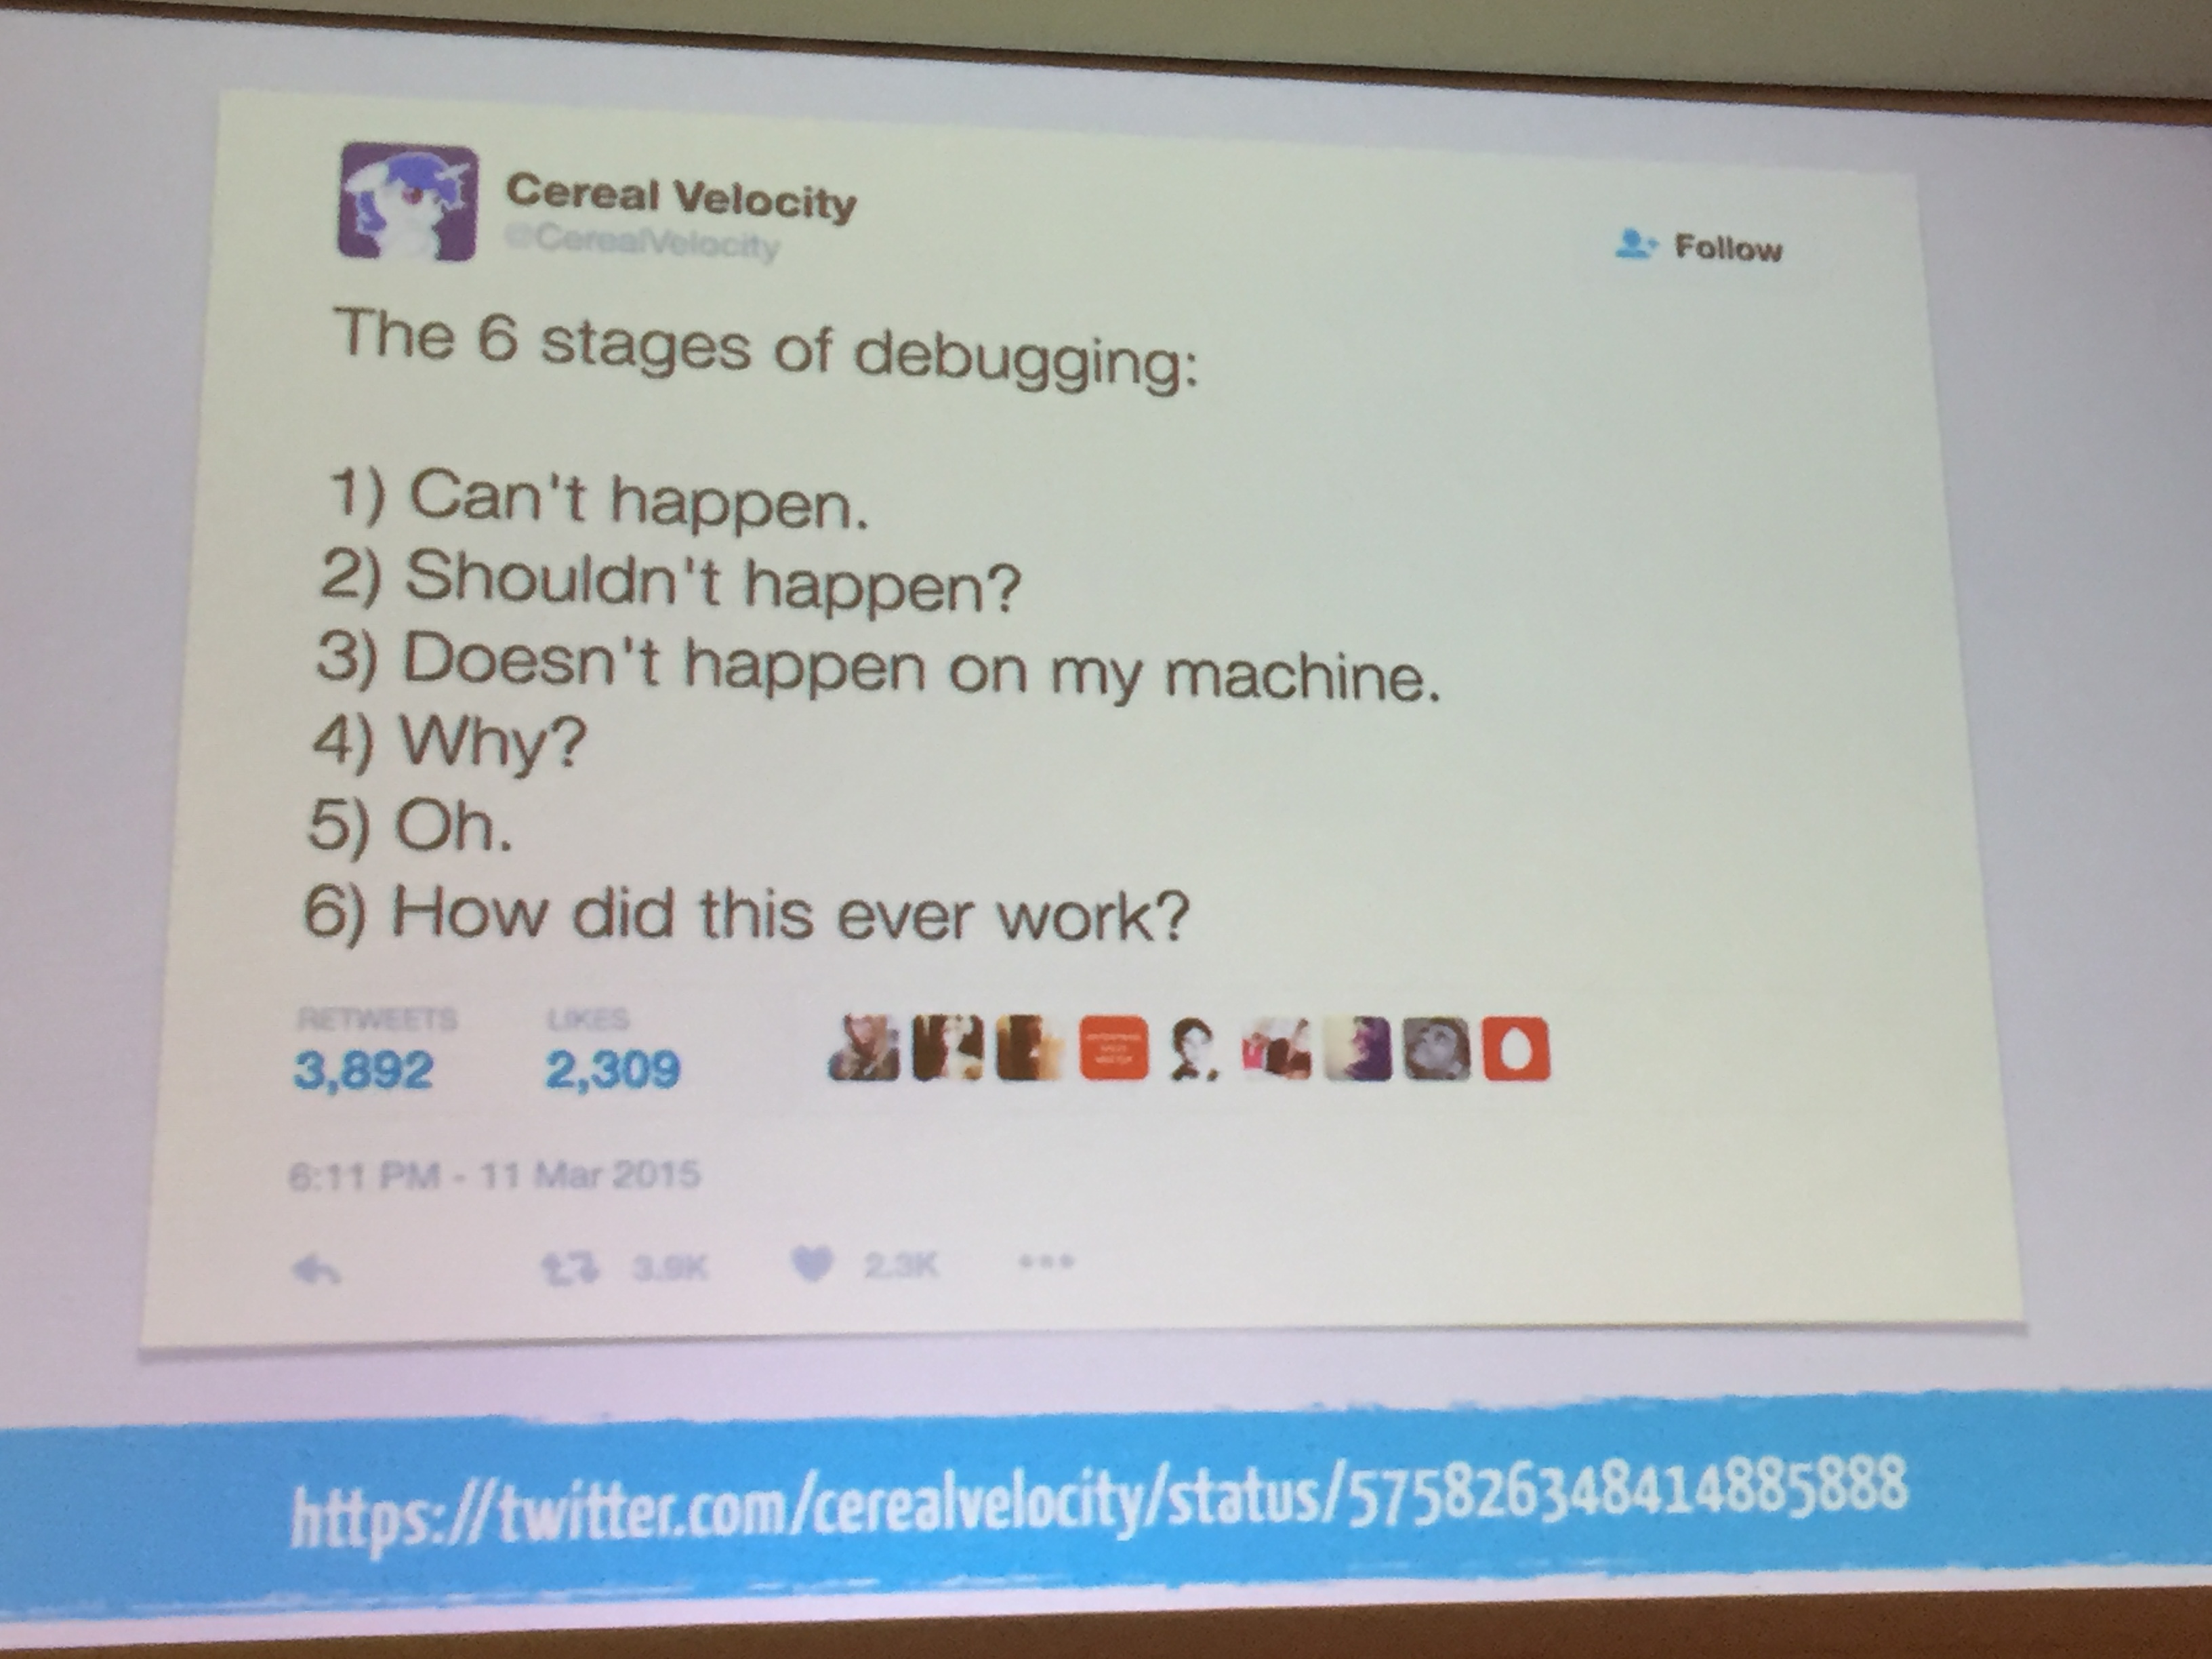 Cereal Velocity
@CerealVelocity
Follow
The 6 stages of debugging:
1) Can't happen.
2) Shouldn't happen?
3) Doesn't happen on my machine.
4) Why?
5) Oh.
6) How did this ever work?
RETWEETS LIKES
3,892 2,309
6:11 PM - 11 Mar 2015
3.9K 2.3K
https://twitter.com/cerealvelocity/status/575826348414885888